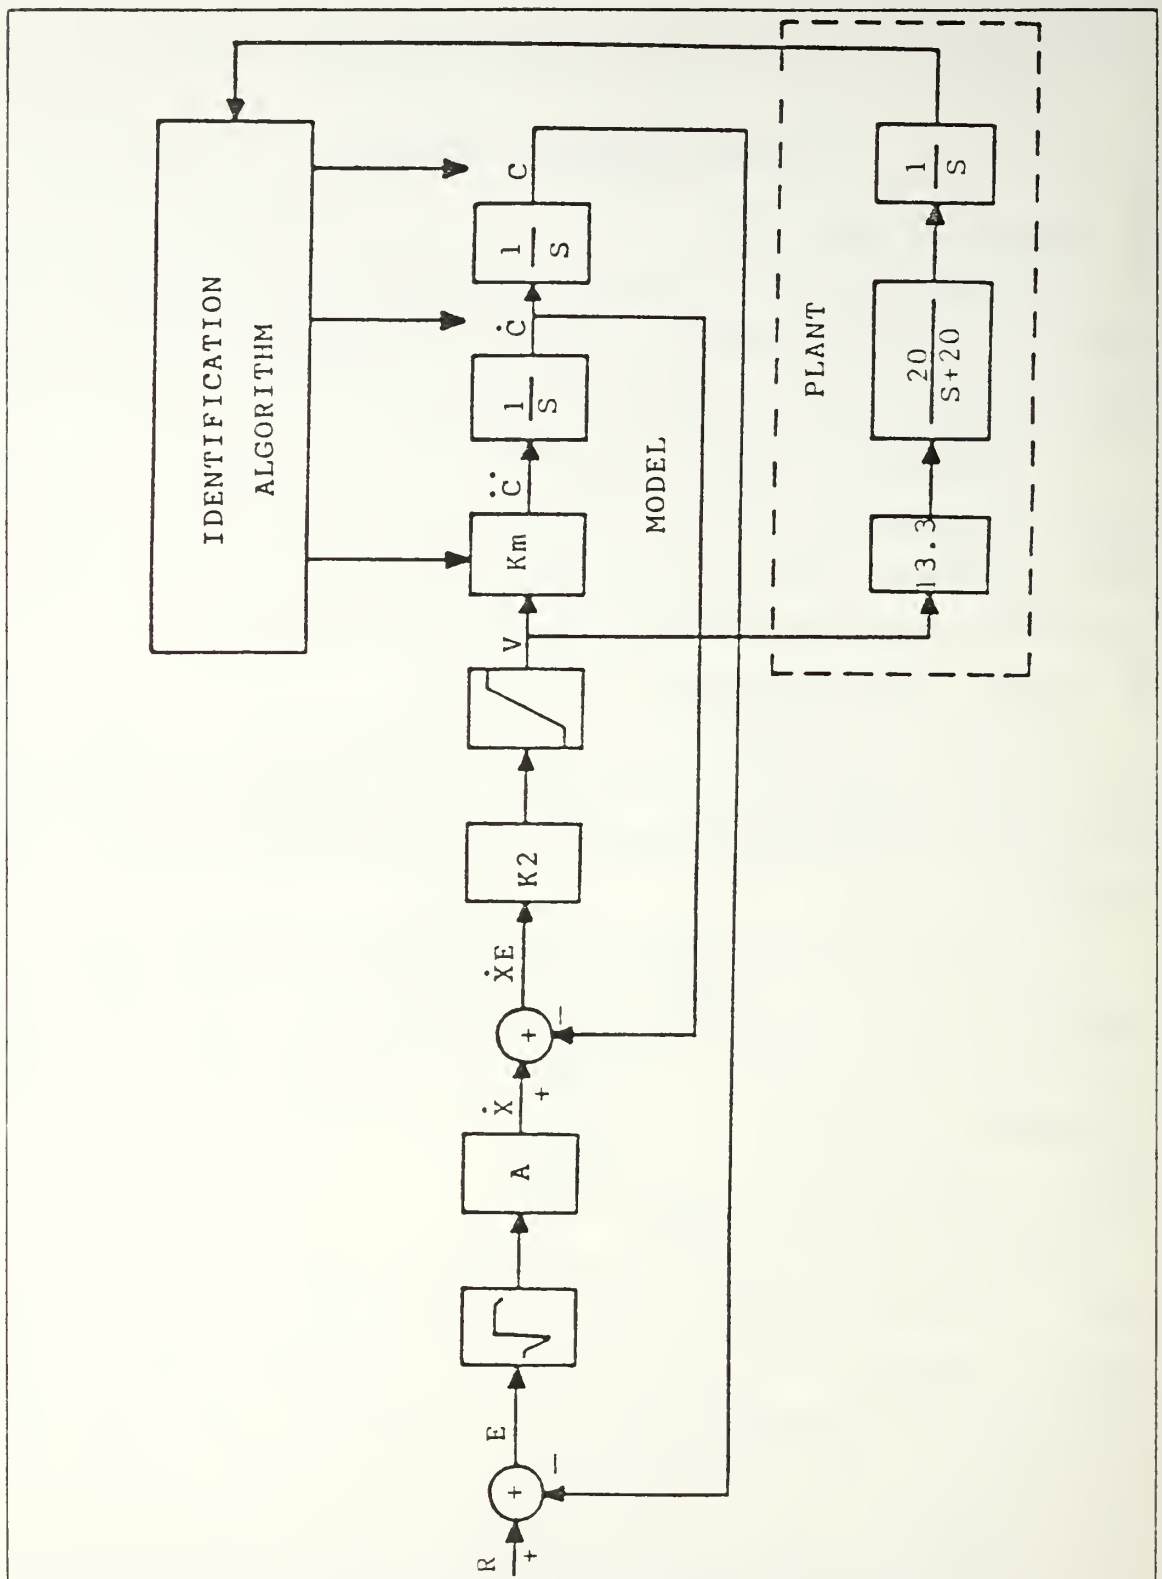 IDENTIFICATION
ALGORITHM
R
+
+
−
E
A
Ẋ
+
+
−
ẊE
K2
V
Km
C̈
1
S
Ċ
1
S
C
MODEL
PLANT
13.3
20
S+20
1
S